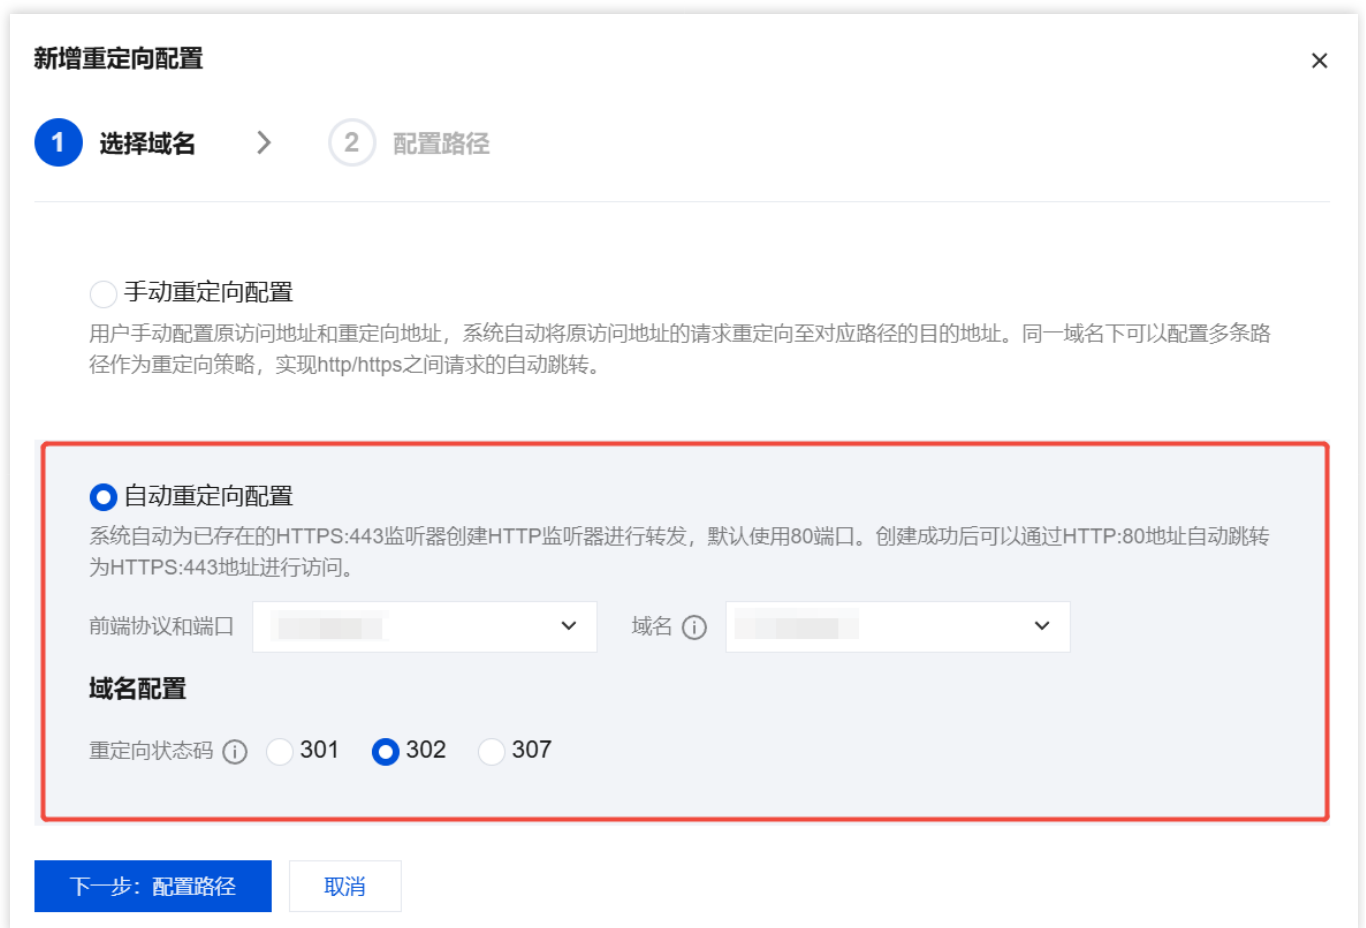 新增重定向配置
1 选择域名 2 配置路径
手动重定向配置
用户手动配置原访问地址和重定向地址，系统自动将原访问地址的请求重定向至对应路径的目的地址。同一域名下可以配置多条路
径作为重定向策略，实现http/https之间请求的自动跳转。
自动重定向配置
系统自动为已存在的HTTPS:443监听器创建HTTP监听器进行转发，默认使用80端口。创建成功后可以通过HTTP:80地址自动跳转
为HTTPS:443地址进行访问。
前端协议和端口 域名
域名配置
重定向状态码 301 302 307
下一步：配置路径 取消